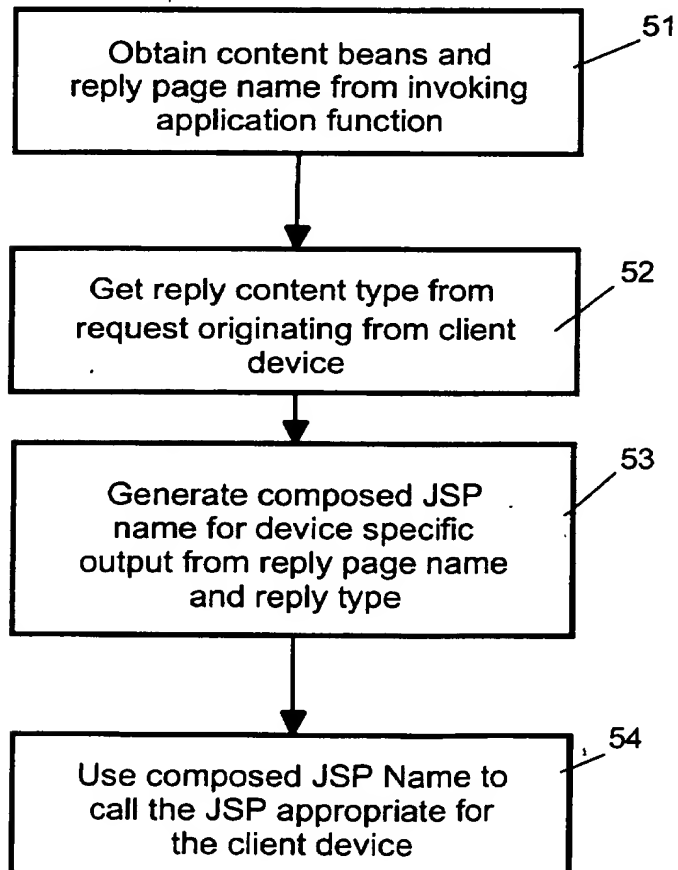 51
Obtain content beans and
reply page name from invoking
application function
52
Get reply content type from
request originating from client
device
53
Generate composed JSP
name for device specific
output from reply page name
and reply type
54
Use composed JSP Name to
call the JSP appropriate for
the client device